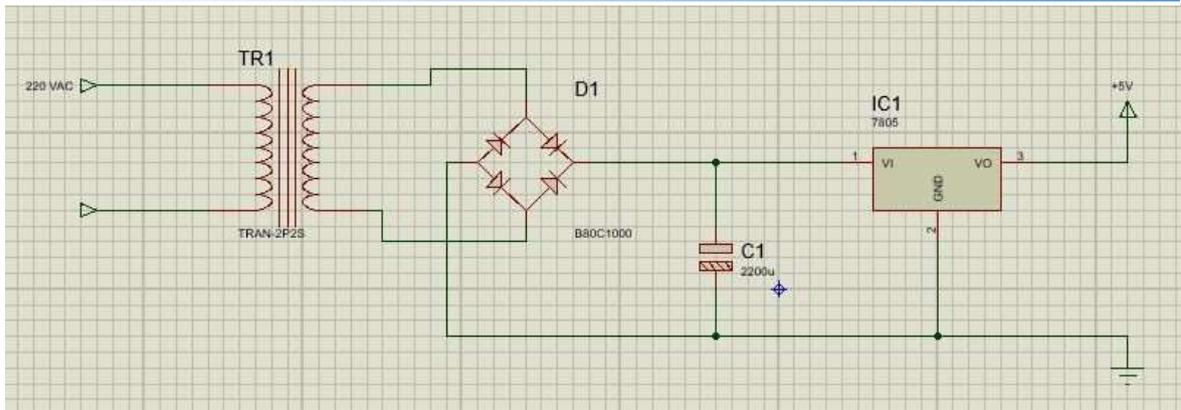 TR1
220 VAC
TRAN-2P2S
D1
B80C1000
C1
2200u
IC1
7805
1
VI
VO
3
GND
2
+5V